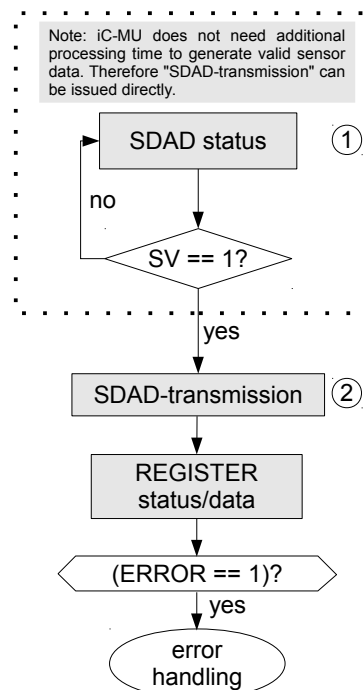 Note: iC-MU does not need additional
processing time to generate valid sensor
data. Therefore "SDAD-transmission" can
be issued directly.
SDAD status
1
no
SV == 1?
yes
SDAD-transmission
2
REGISTER
status/data
(ERROR == 1)?
yes
error
handling